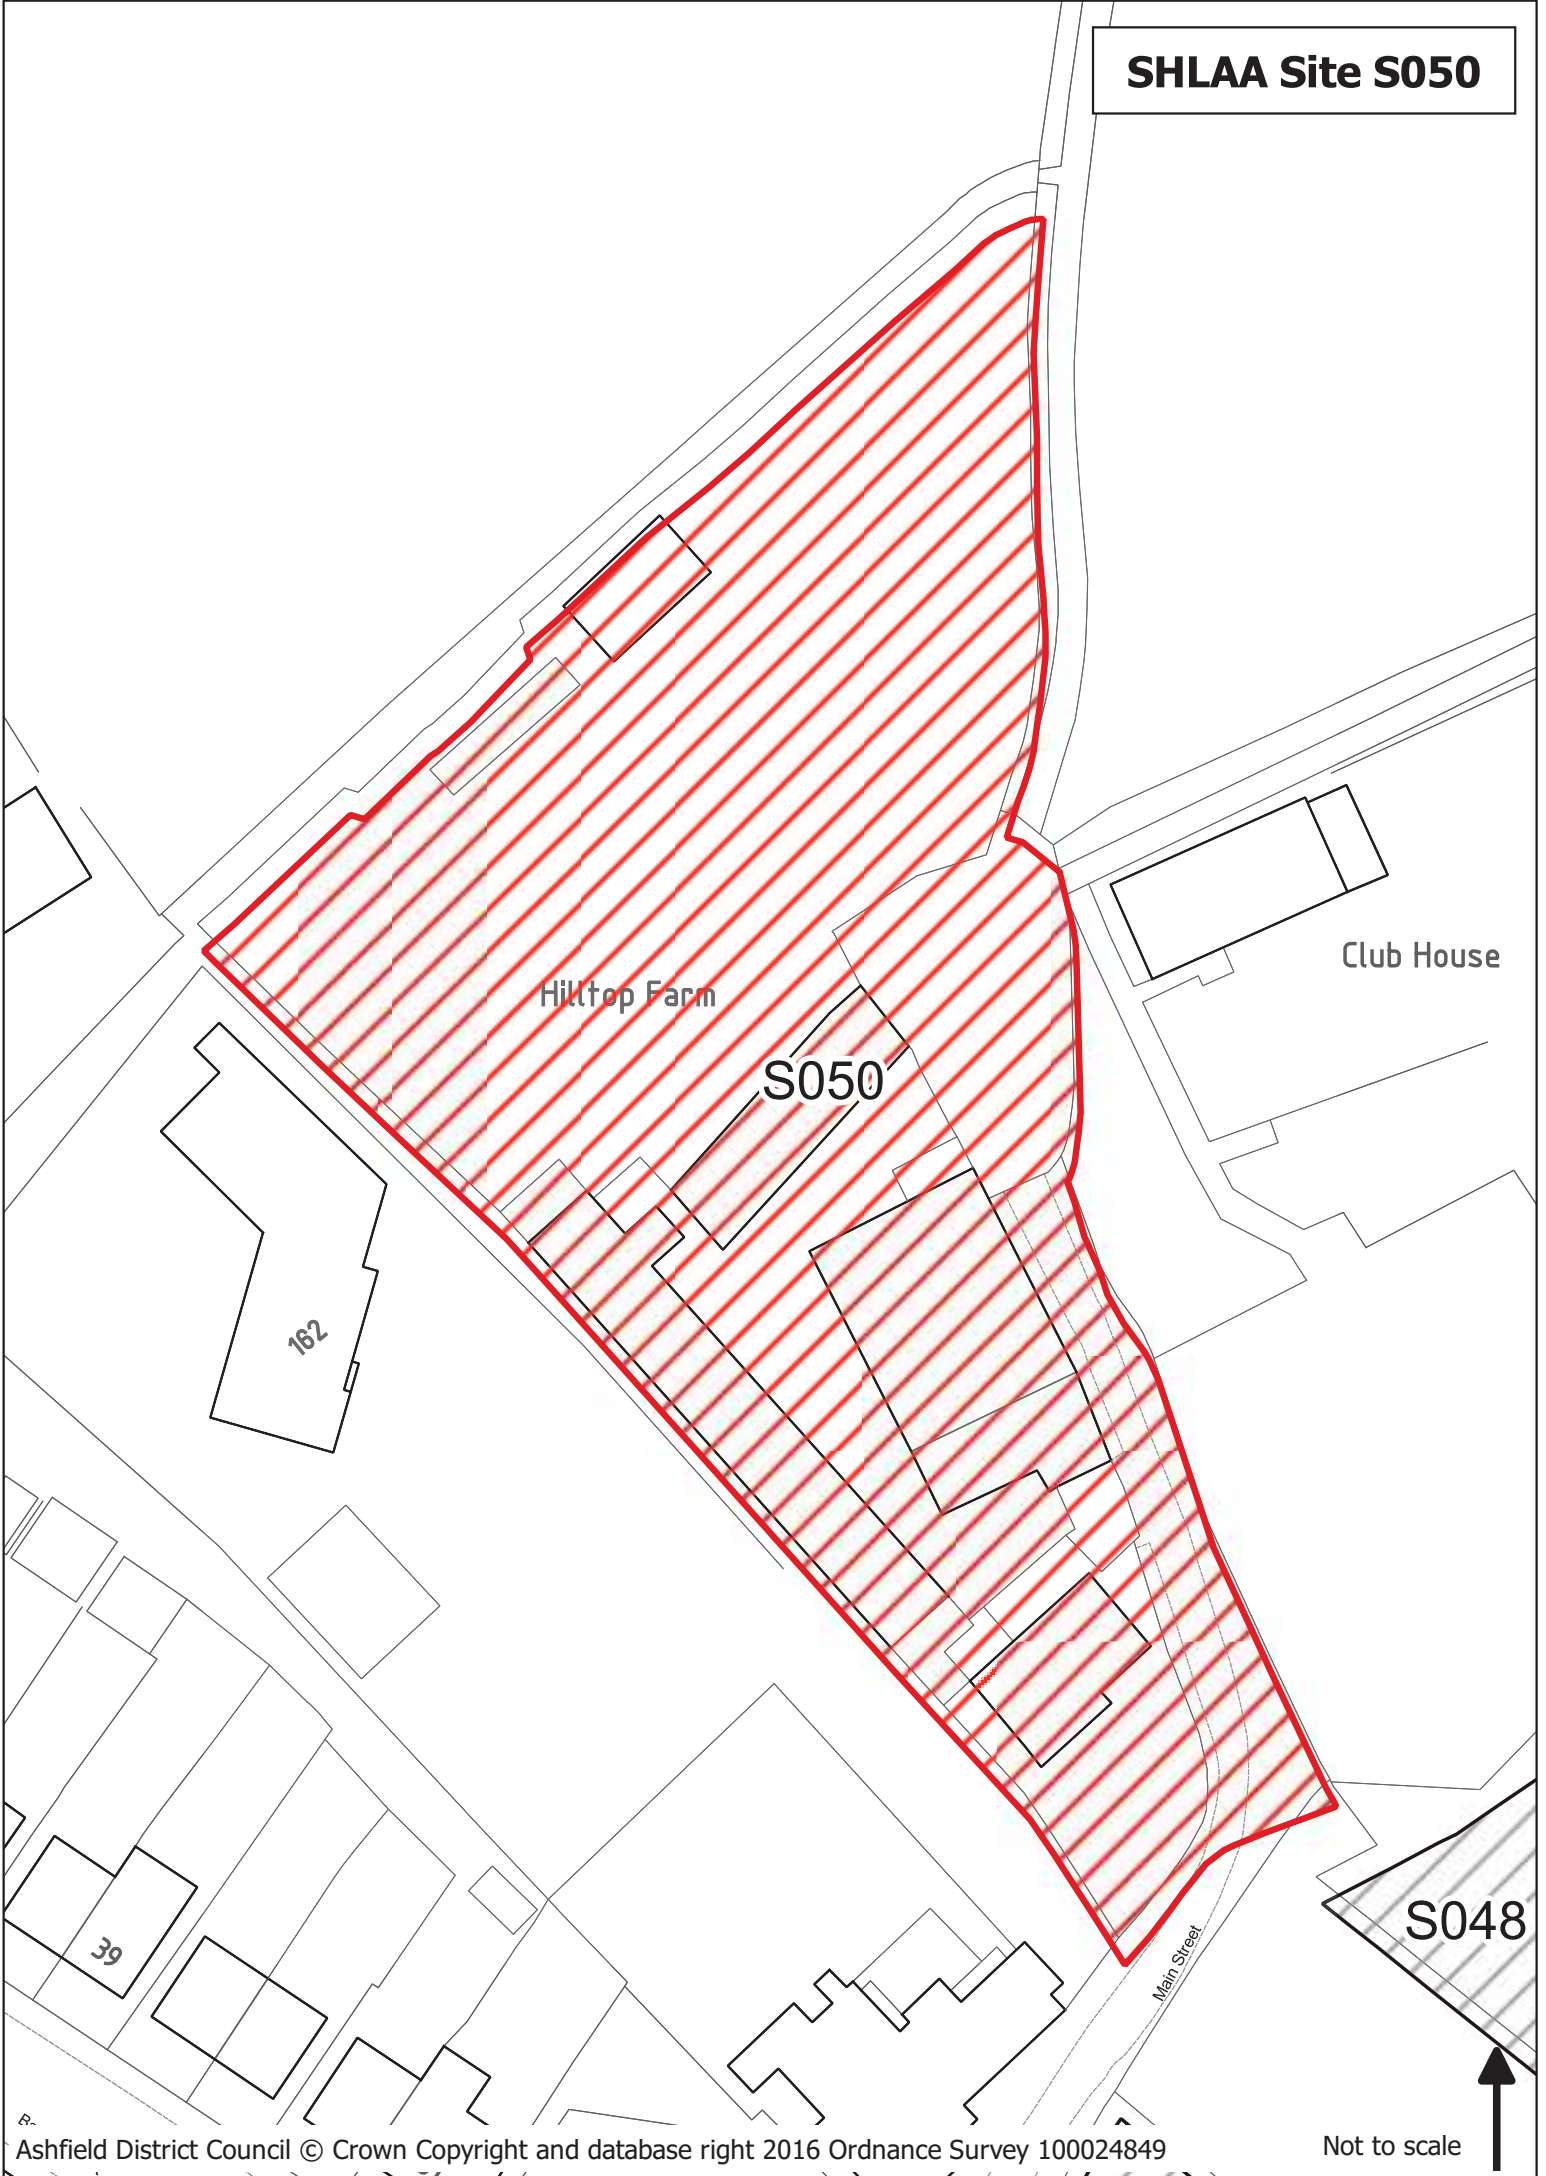 SHLAA Site S050
Club House
Hilltop Farm
S050
162
S048
39
Main Street
Ashfield District Council © Crown Copyright and database right 2016 Ordnance Survey 100024849
Not to scale